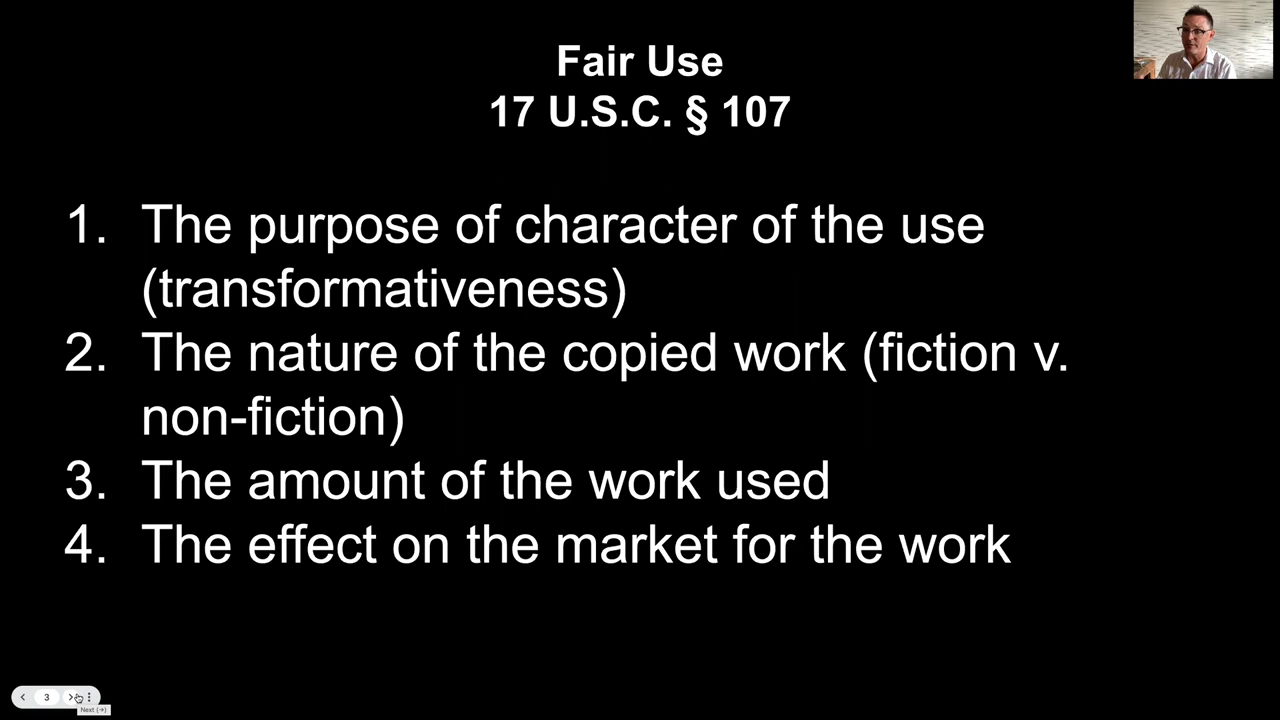 Fair Use
17 U.S.C. § 107
1. The purpose of character of the use
(transformativeness)
2. The nature of the copied work (fiction v.
non-fiction)
3. The amount of the work used
4. The effect on the market for the work
3
Next (→)